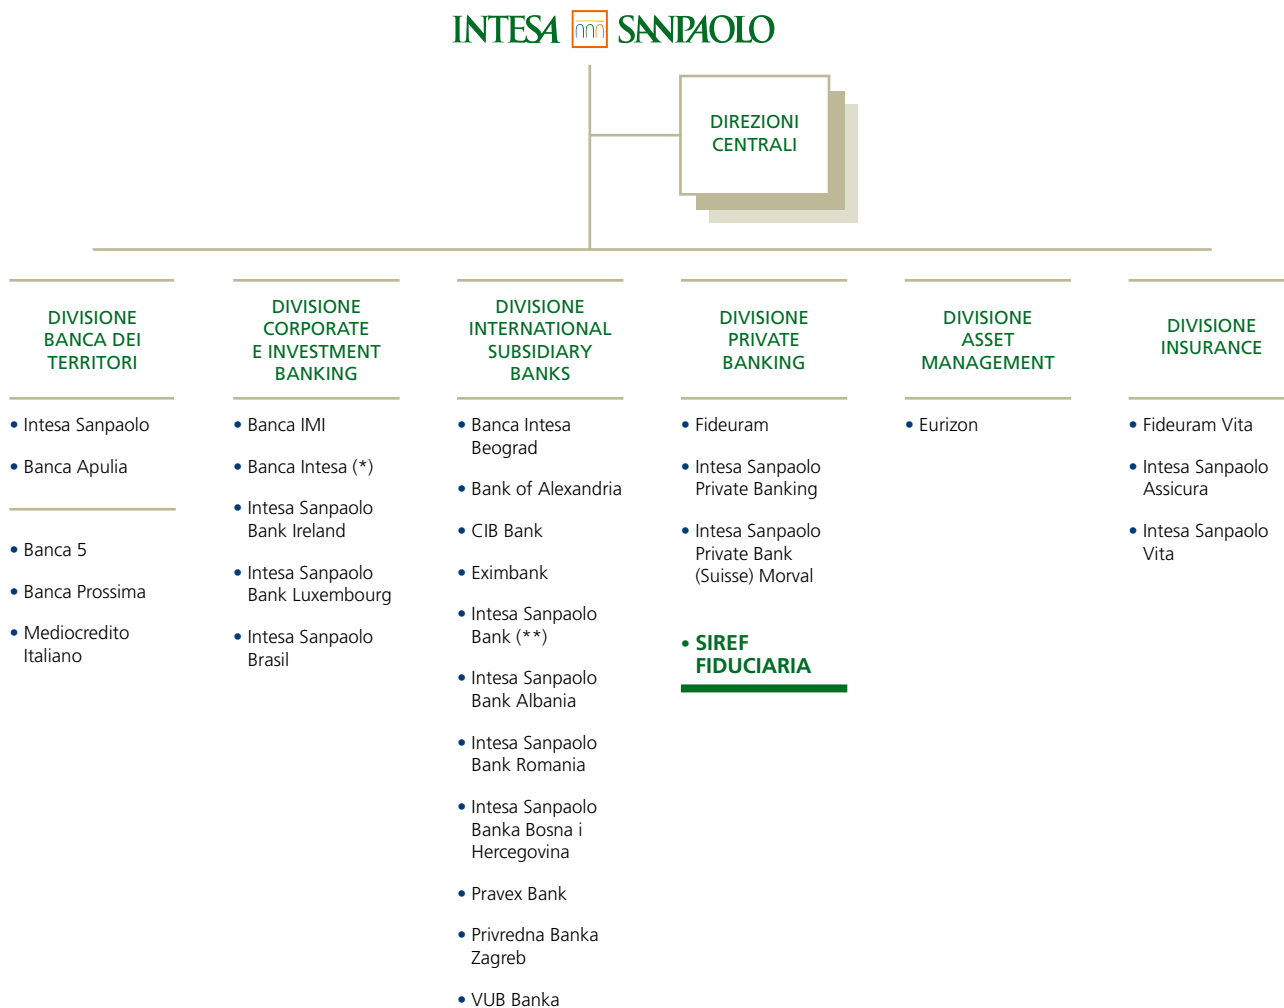 INTESA SANPAOLO
DIREZIONI
CENTRALI
DIVISIONE
BANCA DEI
TERRITORI
• Intesa Sanpaolo
• Banca Apulia
• Banca 5
• Banca Prossima
• Mediocredito
Italiano
DIVISIONE
CORPORATE
E INVESTMENT
BANKING
• Banca IMI
• Banca Intesa (*)
• Intesa Sanpaolo
Bank Ireland
• Intesa Sanpaolo
Bank Luxembourg
• Intesa Sanpaolo
Brasil
DIVISIONE
INTERNATIONAL
SUBSIDIARY
BANKS
• Banca Intesa
Beograd
• Bank of Alexandria
• CIB Bank
• Eximbank
• Intesa Sanpaolo
Bank (**)
• Intesa Sanpaolo
Bank Albania
• Intesa Sanpaolo
Bank Romania
• Intesa Sanpaolo
Banka Bosna i
Hercegovina
• Pravex Bank
• Privredna Banka
Zagreb
• VUB Banka
DIVISIONE
PRIVATE
BANKING
• Fideuram
• Intesa Sanpaolo
Private Banking
• Intesa Sanpaolo
Private Bank
(Suisse) Morval
• SIREF
FIDUCIARIA
DIVISIONE
ASSET
MANAGEMENT
• Eurizon
DIVISIONE
INSURANCE
• Fideuram Vita
• Intesa Sanpaolo
Assicura
• Intesa Sanpaolo
Vita